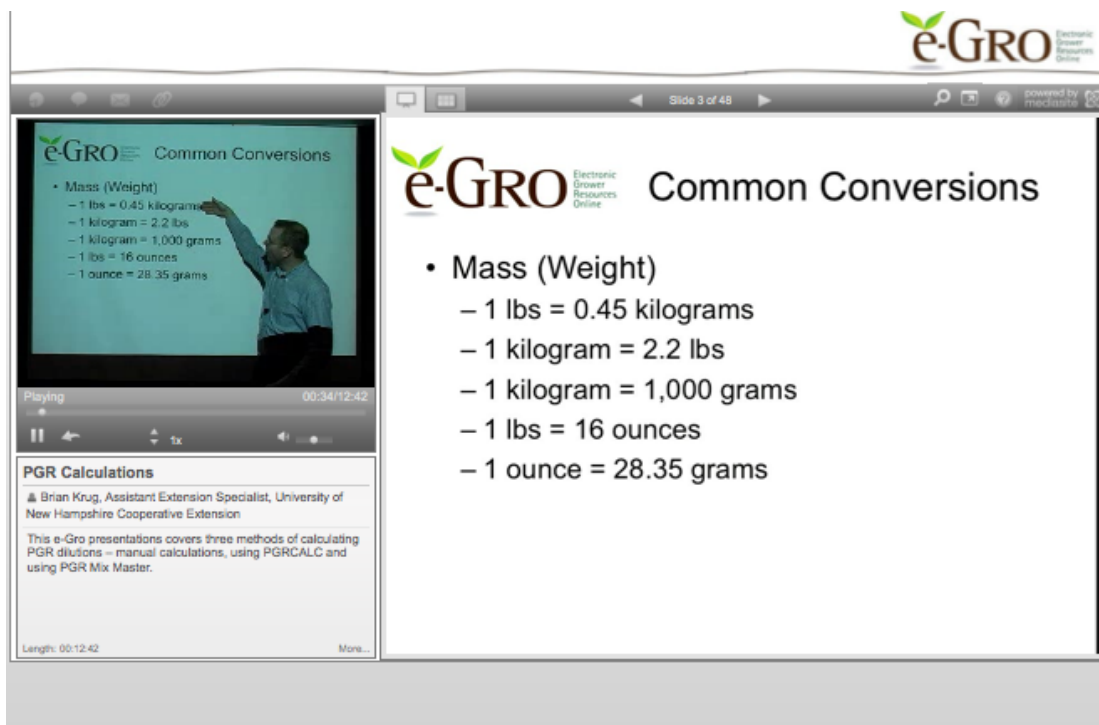 e-GRO Electronic
Grower
Resources
Online
Slide 3 of 48
powered by
mediasite
e-GRO
Common Conversions
• Mass (Weight)
– 1 lbs = 0.45 kilograms
– 1 kilogram = 2.2 lbs
– 1 kilogram = 1,000 grams
– 1 lbs = 16 ounces
– 1 ounce = 28.35 grams
Playing 00:34/12:42
1x
PGR Calculations
Brian Krug, Assistant Extension Specialist, University of
New Hampshire Cooperative Extension
This e-Gro presentations covers three methods of calculating
PGR dilutions – manual calculations, using PGRCALC and
using PGR Mix Master.
Length: 00:12:42 More...
e-GRO Electronic
Grower
Resources
Online
Common Conversions
• Mass (Weight)
– 1 lbs = 0.45 kilograms
– 1 kilogram = 2.2 lbs
– 1 kilogram = 1,000 grams
– 1 lbs = 16 ounces
– 1 ounce = 28.35 grams